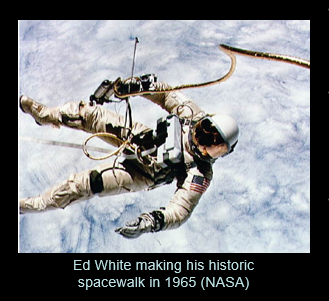 Ed White making his historic
spacewalk in 1965 (NASA)